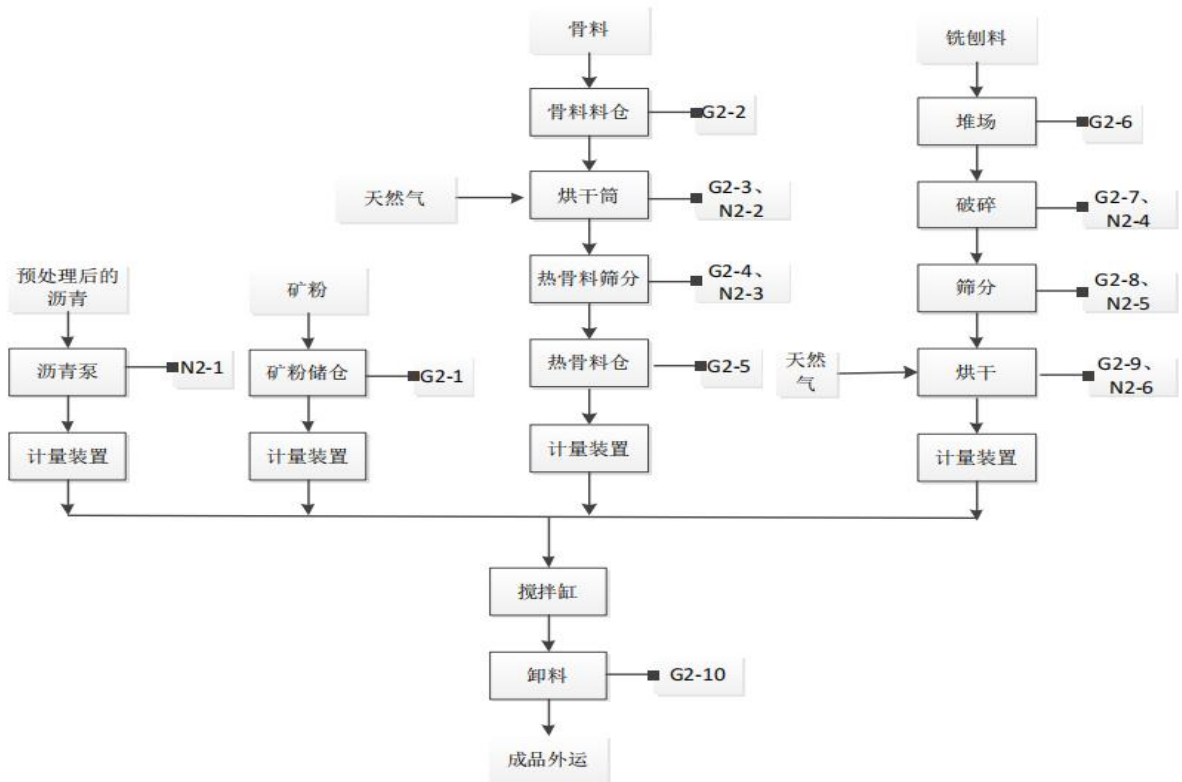 骨料
铣刨料
骨料料仓
G2-2
堆场
G2-6
天然气
烘干筒
G2-3、
N2-2
破碎
G2-7、
N2-4
预处理后的
沥青
矿粉
热骨料筛分
G2-4、
N2-3
筛分
G2-8、
N2-5
沥青泵
N2-1
矿粉储仓
G2-1
热骨料仓
G2-5
天然
气
烘干
G2-9、
N2-6
计量装置
计量装置
计量装置
计量装置
搅拌缸
卸料
G2-10
成品外运